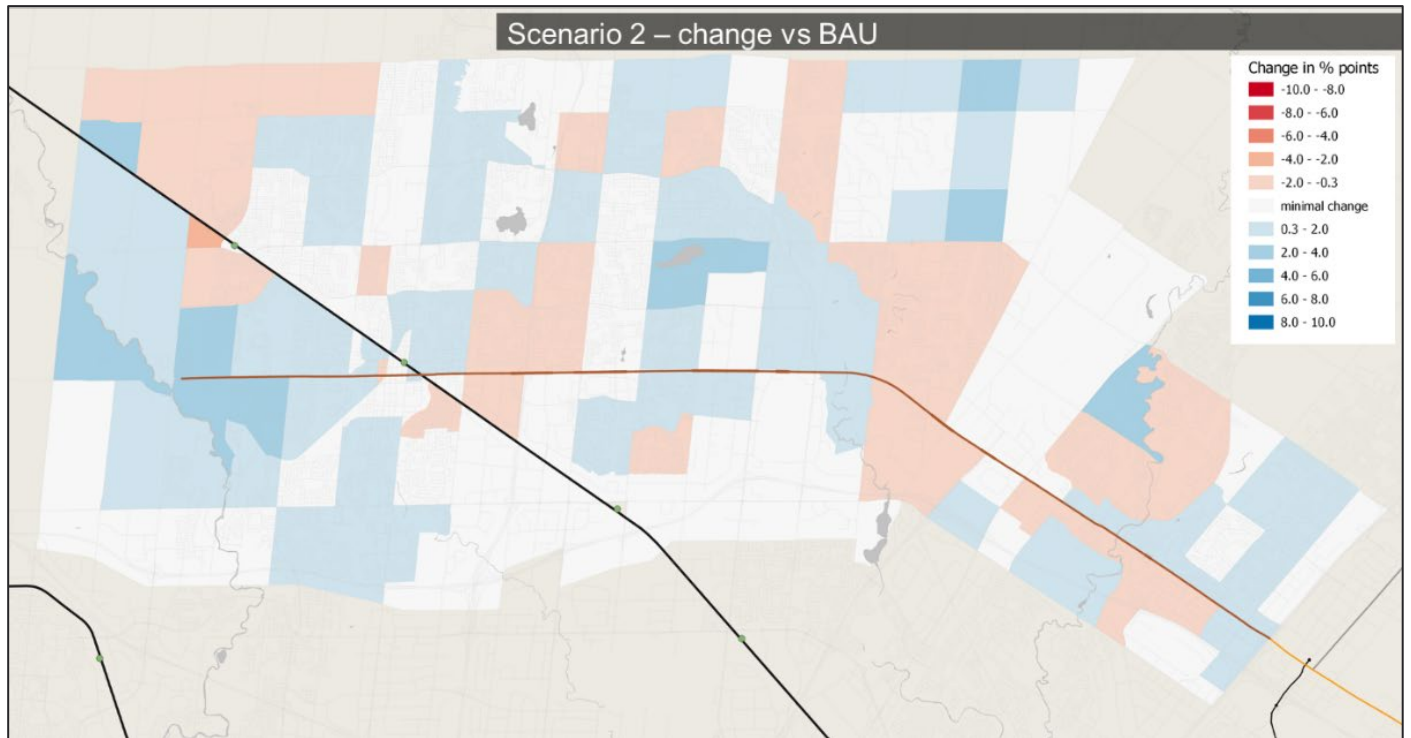 Scenario 2 – change vs BAU
Change in % points
-10.0 - -8.0
-8.0 - -6.0
-6.0 - -4.0
-4.0 - -2.0
-2.0 - -0.3
minimal change
0.3 - 2.0
2.0 - 4.0
4.0 - 6.0
6.0 - 8.0
8.0 - 10.0